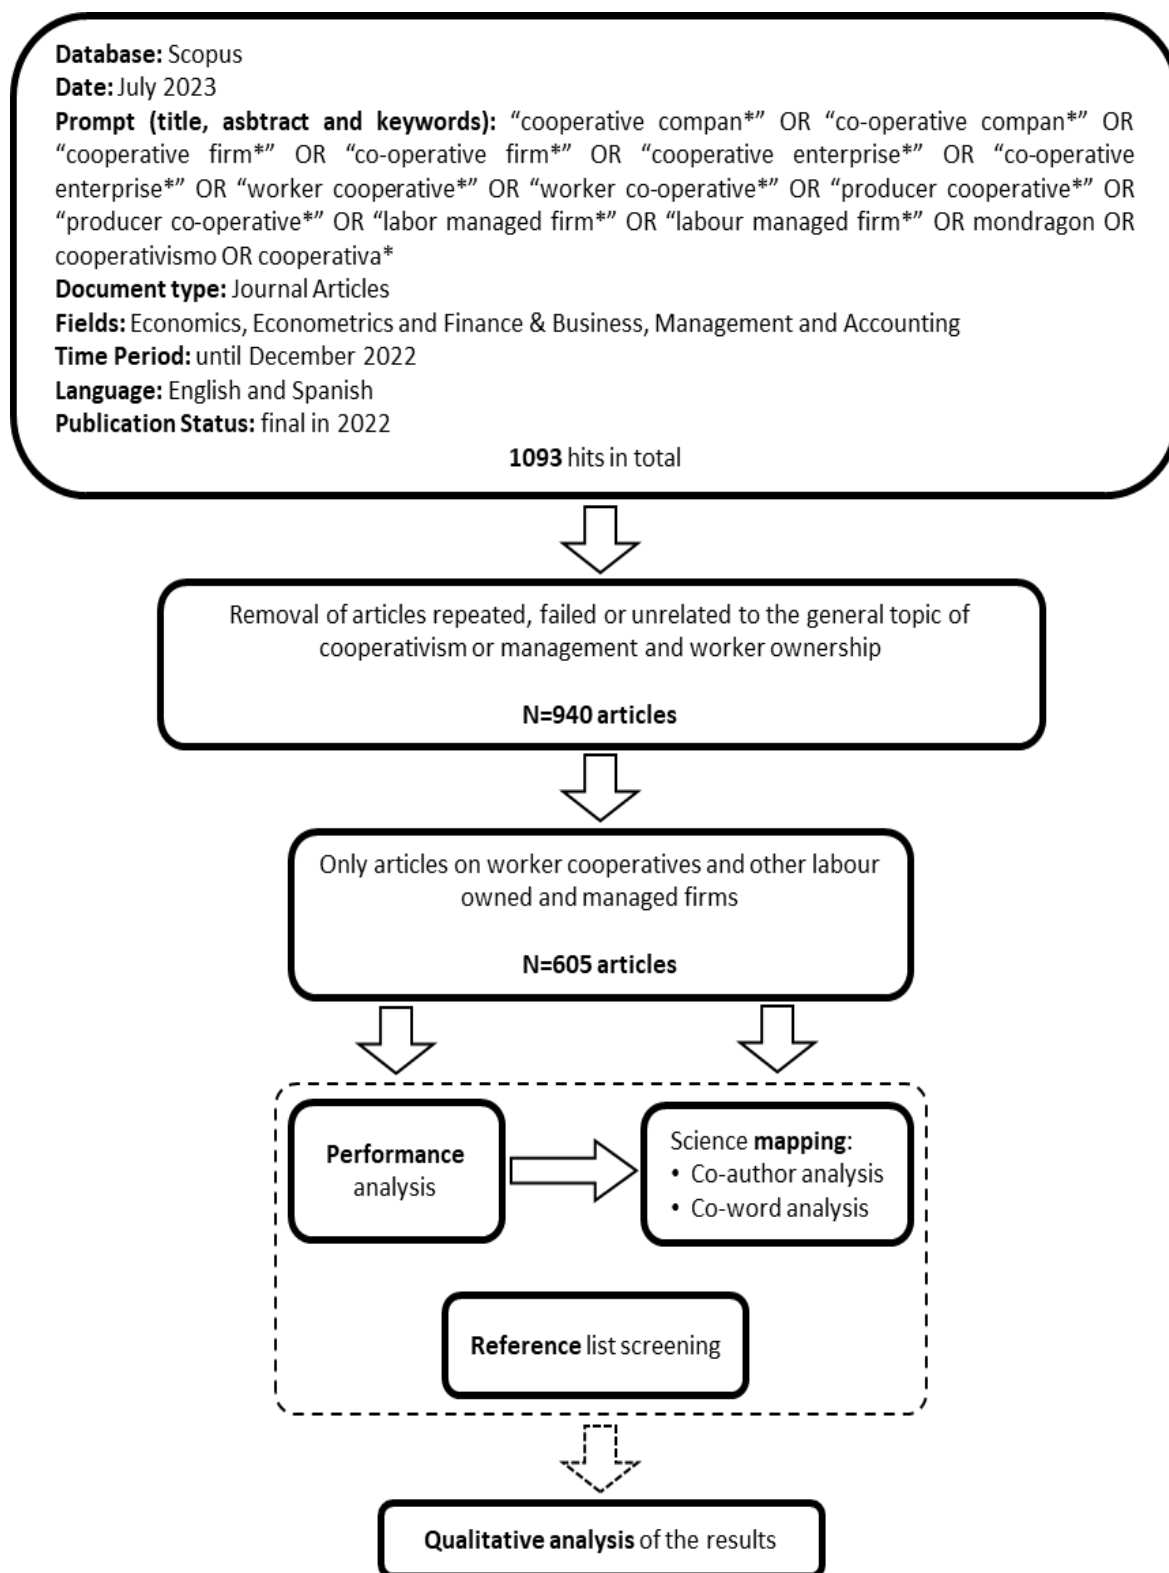 Database: Scopus
Date: July 2023
Prompt (title, asbtract and keywords): “cooperative compan*” OR “co-operative compan*” OR
“cooperative firm*” OR “co-operative firm*” OR “cooperative enterprise*” OR “co-operative
enterprise*” OR “worker cooperative*” OR “worker co-operative*” OR “producer cooperative*” OR
“producer co-operative*” OR “labor managed firm*” OR “labour managed firm*” OR mondragon OR
cooperativismo OR cooperativa*
Document type: Journal Articles
Fields: Economics, Econometrics and Finance & Business, Management and Accounting
Time Period: until December 2022
Language: English and Spanish
Publication Status: final in 2022
1093 hits in total
Removal of articles repeated, failed or unrelated to the general topic of
cooperativism or management and worker ownership
N=940 articles
Only articles on worker cooperatives and other labour
owned and managed firms
N=605 articles
Performance
analysis
Science mapping:
• Co-author analysis
• Co-word analysis
Reference list screening
Qualitative analysis of the results